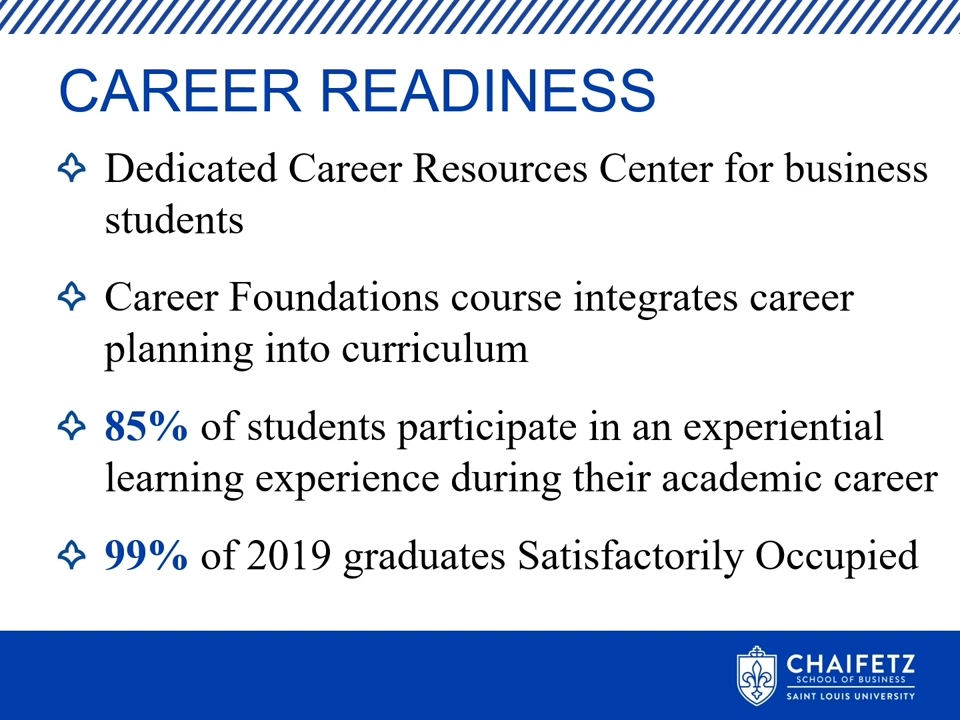 CAREER READINESS
Dedicated Career Resources Center for business
students
Career Foundations course integrates career
planning into curriculum
85% of students participate in an experiential
learning experience during their academic career
99% of 2019 graduates Satisfactorily Occupied
CHAIFETZ
SCHOOL OF BUSINESS
SAINT LOUIS UNIVERSITY